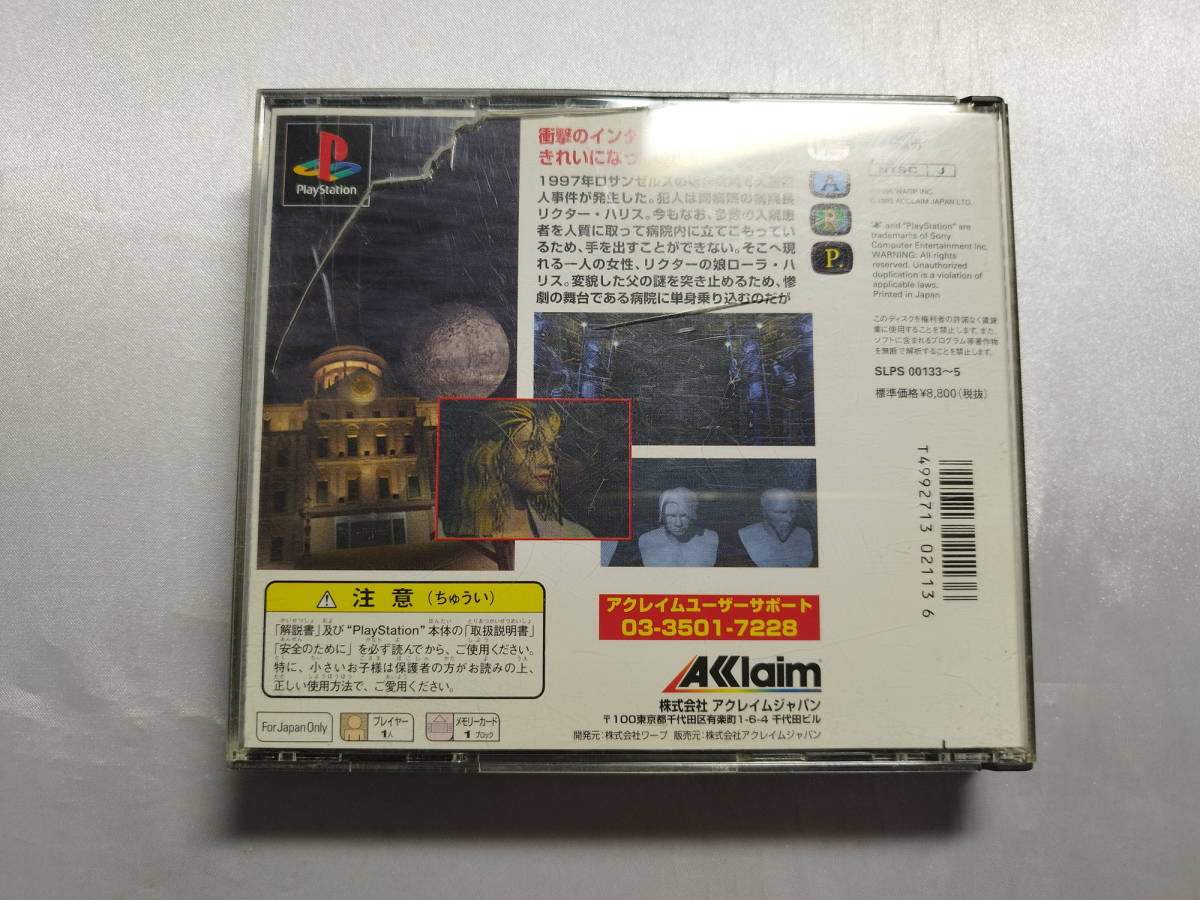 PlayStation
衝撃のインタ
きれいになっ
1997年ロサンゼルスの
人事件が発生した。犯人は同病院の病院長
リクター・ハリス。今もなお、多数の入院患
者を人質に取って病院内に立てこもってい
るため、手を出すことができない。そこへ現
れる一人の女性、リクターの娘ローラ・ハ
リス。変貌した父の謎を突き止めるため、惨
劇の舞台である病院に単身乗り込むのだが
A
R
P.
NTSC J
WARP INC.
ACCLAIM JAPAN LTD.
and "PlayStation" are
trademarks of Sony
Computer Entertainment Inc.
WARNING: All rights
reserved. Unauthorized
duplication is a violation of
applicable laws.
Printed in Japan
このディスクを権利者の許諾なく賃貸
業に使用することを禁止します。また、
ソフトに含まれるプログラム等著作物
を無断で解析することを禁止します。
SLPS 00133〜5
標準価格¥8,800(税抜)
T4992713 02113 6
注意(ちゅうい)
「解説書」及び“PlayStation”本体の「取扱説明書」
「安全のために」を必ず読んでから、ご使用ください。
特に、小さいお子様は保護者の方がお読みの上、
正しい使用方法で、ご愛用ください。
For Japan Only
プレイヤー
1人
メモリーカード
1 ブロック
アクレイムユーザーサポート
03-3501-7228
AKKlaim
株式会社 アクレイムジャパン
〒100東京都千代田区有楽町1-6-4 千代田ビル
開発元:株式会社ワープ 販売元:株式会社アクレイムジャパン